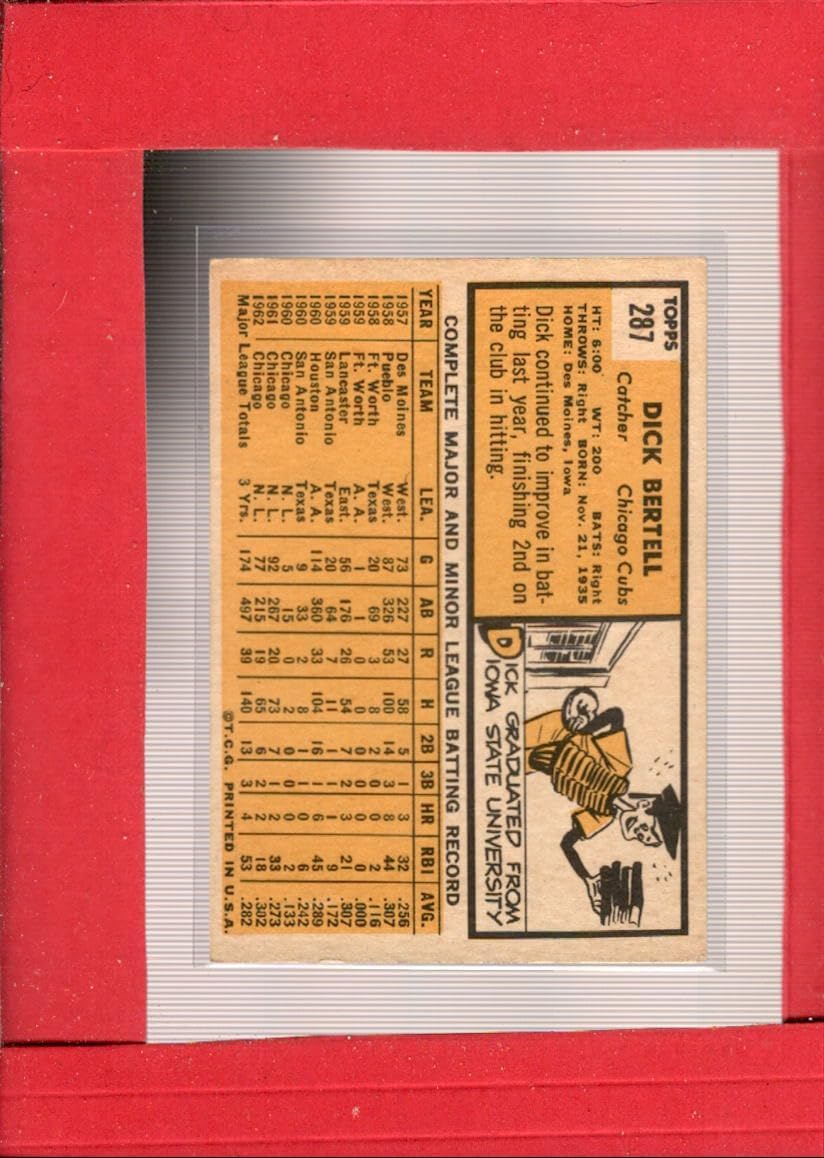 TOPPS
287
DICK BERTELL
Catcher Chicago Cubs
HT: 6:00 WT: 200 BATS: Right
THROWS: Right BORN: Nov. 21, 1935
HOME: Des Moines, Iowa
Dick continued to improve in bat-
ting last year, finishing 2nd on
the club in hitting.
DICK GRADUATED FROM
IOWA STATE UNIVERSITY
COMPLETE MAJOR AND MINOR LEAGUE BATTING RECORD
YEAR TEAM LEA. G AB R H 2B 3B HR RBI AVG.
1957 Des Moines West. 73 227 27 58 5 1 3 32 .256
1958 Pueblo West. 87 326 53 100 14 3 8 44 .307
1958 Ft. Worth Texas 20 69 3 8 2 0 0 2 .116
1959 Ft. Worth A. A. 1 1 0 0 0 0 0 0 .000
1959 Lancaster East. 56 176 26 54 7 2 3 21 .307
1959 San Antonio Texas 20 64 7 11 1 1 1 9 .172
1960 Houston A. A. 114 360 33 104 16 1 6 45 .289
1960 San Antonio Texas 9 33 2 8 1 1 0 6 .242
1960 Chicago N. L. 5 15 0 2 0 0 0 2 .133
1961 Chicago N. L. 92 267 20 73 7 1 2 33 .273
1962 Chicago N. L. 77 215 19 65 6 2 2 18 .302
Major League Totals 3 Yrs. 174 497 39 140 13 3 4 53 .282
©T.C.G. PRINTED IN U.S.A.